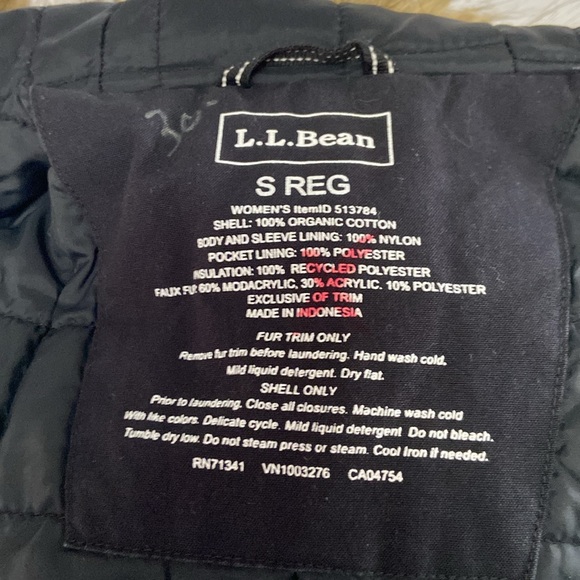 30-
L.L.Bean
S REG
WOMEN'S ItemID 513784
SHELL: 100% ORGANIC COTTON
BODY AND SLEEVE LINING: 100% NYLON
POCKET LINING: 100% POLYESTER
INSULATION: 100% RECYCLED POLYESTER
FAUX FUR 60% MODACRYLIC, 30% ACRYLIC. 10% POLYESTER
EXCLUSIVE OF TRIM
MADE IN INDONESIA
FUR TRIM ONLY
Remove fur trim before laundering. Hand wash cold.
Mild liquid detergent. Dry flat.
SHELL ONLY
Prior to laundering. Close all closures. Machine wash cold
With like colors. Delicate cycle. Mild liquid detergent Do not bleach.
Tumble dry low. Do not steam press or steam. Cool Iron if needed.
RN71341 VN1003276 CA04754